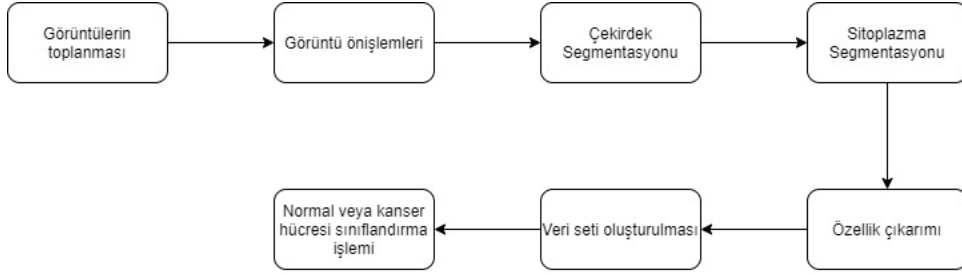 Görüntülerin
toplanması
Görüntü önişlemleri
Çekirdek
Segmentasyonu
Sitoplazma
Segmentasyonu
Özellik çıkarımı
Veri seti oluşturulması
Normal veya kanser
hücresi sınıflandırma
işlemi